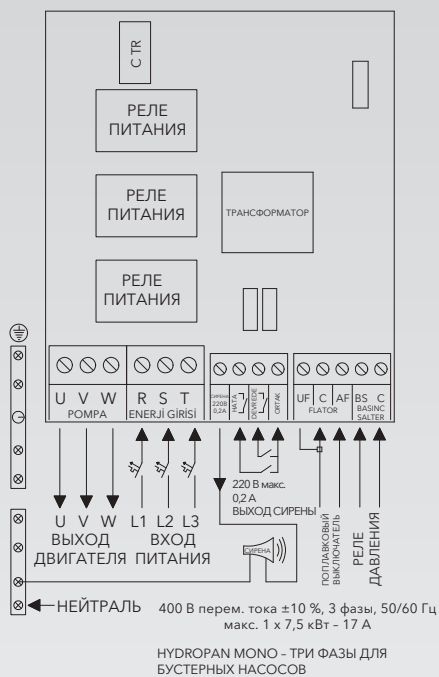 C TR
РЕЛЕ
ПИТАНИЯ
РЕЛЕ
ПИТАНИЯ
ТРАНСФОРМАТОР
РЕЛЕ
ПИТАНИЯ
U V W
POMPA
R S T
ENERJİ GİRİSİ
СИРЕНА
220В
0,2А
HATA
DEVREDE
ORTAK
UF C AF
FLATOR
BS C
BASINC
SALTER
U V W
ВЫХОД
ДВИГАТЕЛЯ
L1 L2 L3
ВХОД
ПИТАНИЯ
220 В макс.
0,2 А
ВЫХОД СИРЕНЫ
СИРЕНА
ПОПЛАВКОВЫЙ
ВЫКЛЮЧАТЕЛЬ
РЕЛЕ
ДАВЛЕНИЯ
НЕЙТРАЛЬ
400 В перем. тока ±10 %, 3 фазы, 50/60 Гц
макс. 1 x 7,5 кВт – 17 А
HYDROPAN MONO – ТРИ ФАЗЫ ДЛЯ
БУСТЕРНЫХ НАСОСОВ